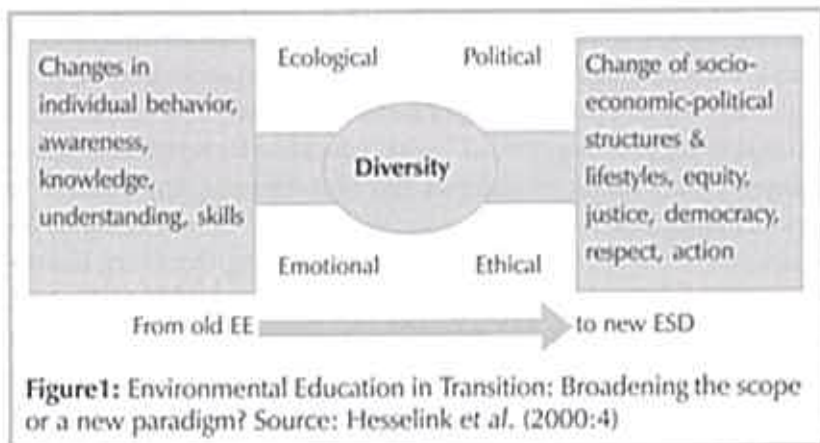 Changes in
individual behavior,
awareness,
knowledge,
understanding, skills
Ecological
Political
Diversity
Emotional
Ethical
Change of socio-
economic-political
structures &
lifestyles, equity,
justice, democracy,
respect, action
From old EE
to new ESD
Figure1: Environmental Education in Transition: Broadening the scope
or a new paradigm? Source: Hesselink et al. (2000:4)